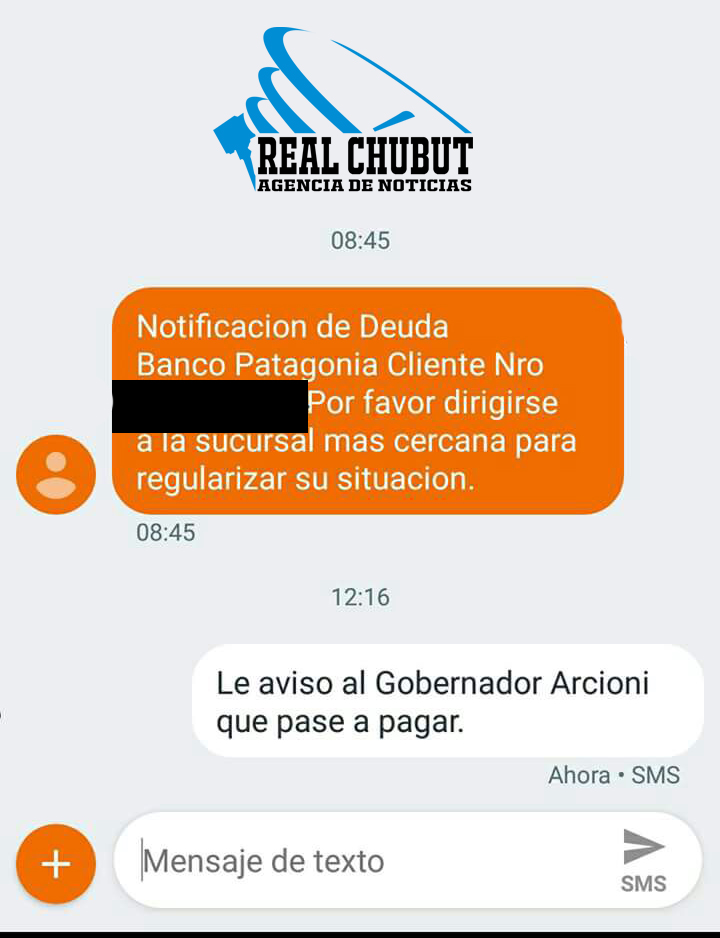 REAL CHUBUT
AGENCIA DE NOTICIAS
08:45
Notificacion de Deuda
Banco Patagonia Cliente Nro
Por favor dirigirse
a la sucursal mas cercana para
regularizar su situacion.
08:45
12:16
Le aviso al Gobernador Arcioni
que pase a pagar.
Ahora • SMS
Mensaje de texto
SMS